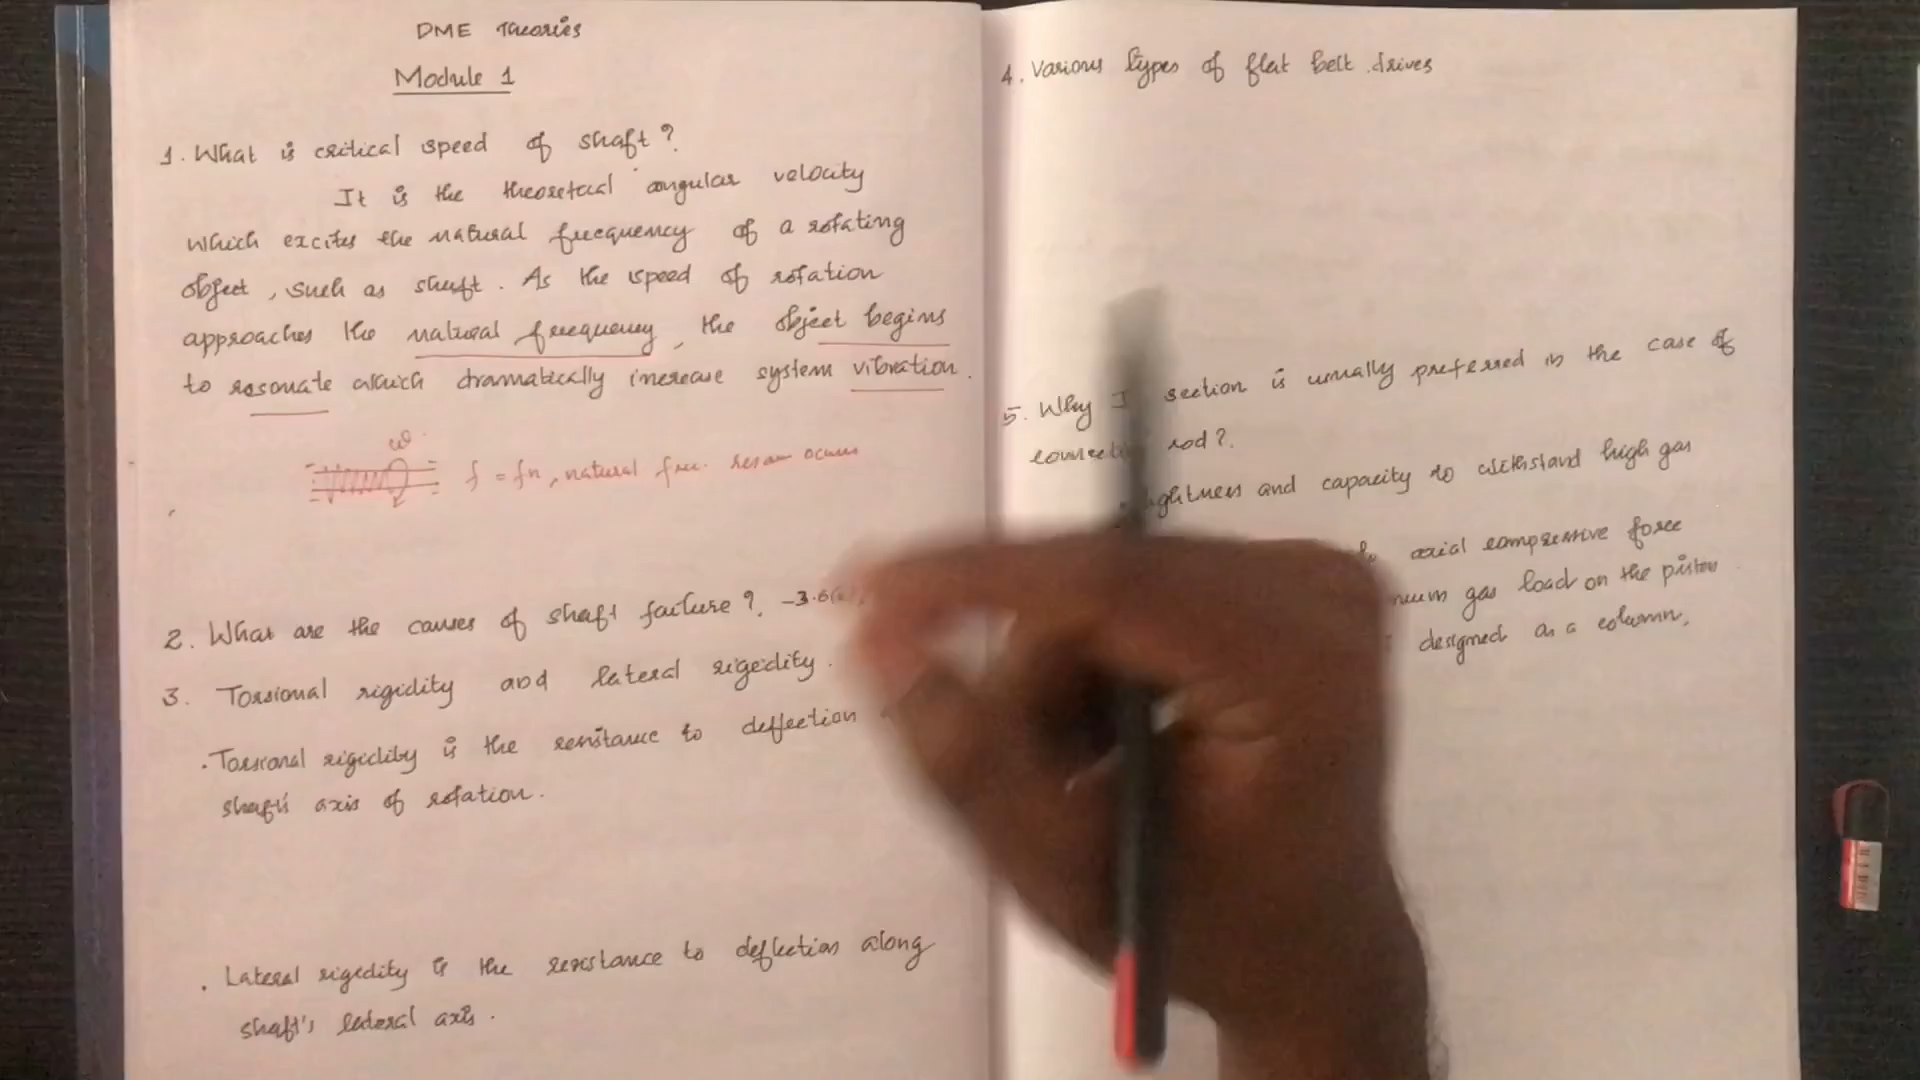 DME Theories
Module 1
1. What is critical speed of shaft?
It is the theoretacal angular velocity
which excites the natural frequency of a rotating
object, such as shaft. As the speed of rotation
approaches the natural frequency, the object begins
to resonate which dramatically increase system vibration.
ω
f = fn, natural fre. occurs
2. What are the causes of shaft failure? -3.6
3. Torsional rigidity and lateral rigedity.
. Torsional rigidity is the resistance to deflection
shaft's axis of rotation.
. Lateral rigedity is the resistance to deflection along
shaft's lateral axis.
4. Various types of flat belt drives
5. Why I section is usually preferred in the case of
rod?
and capacity to withstand high gas
axial compressive force
gas load on the piston
designed as a column.